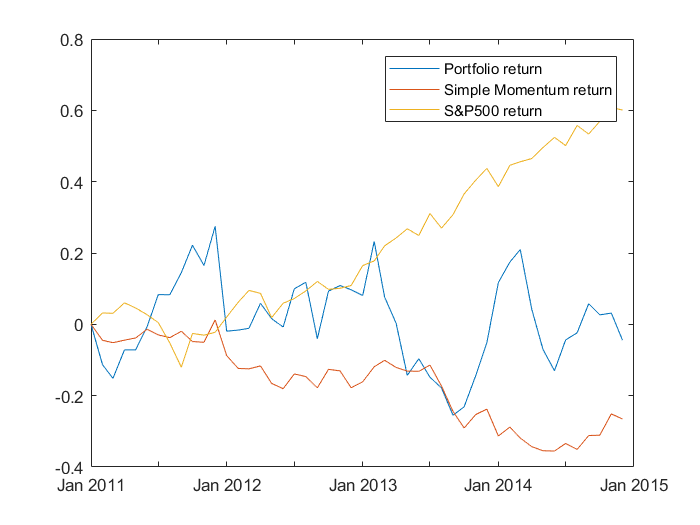 0.8
0.6
0.4
0.2
0
-0.2
-0.4
Portfolio return
Simple Momentum return
S&P500 return
Jan 2011
Jan 2012
Jan 2013
Jan 2014
Jan 2015